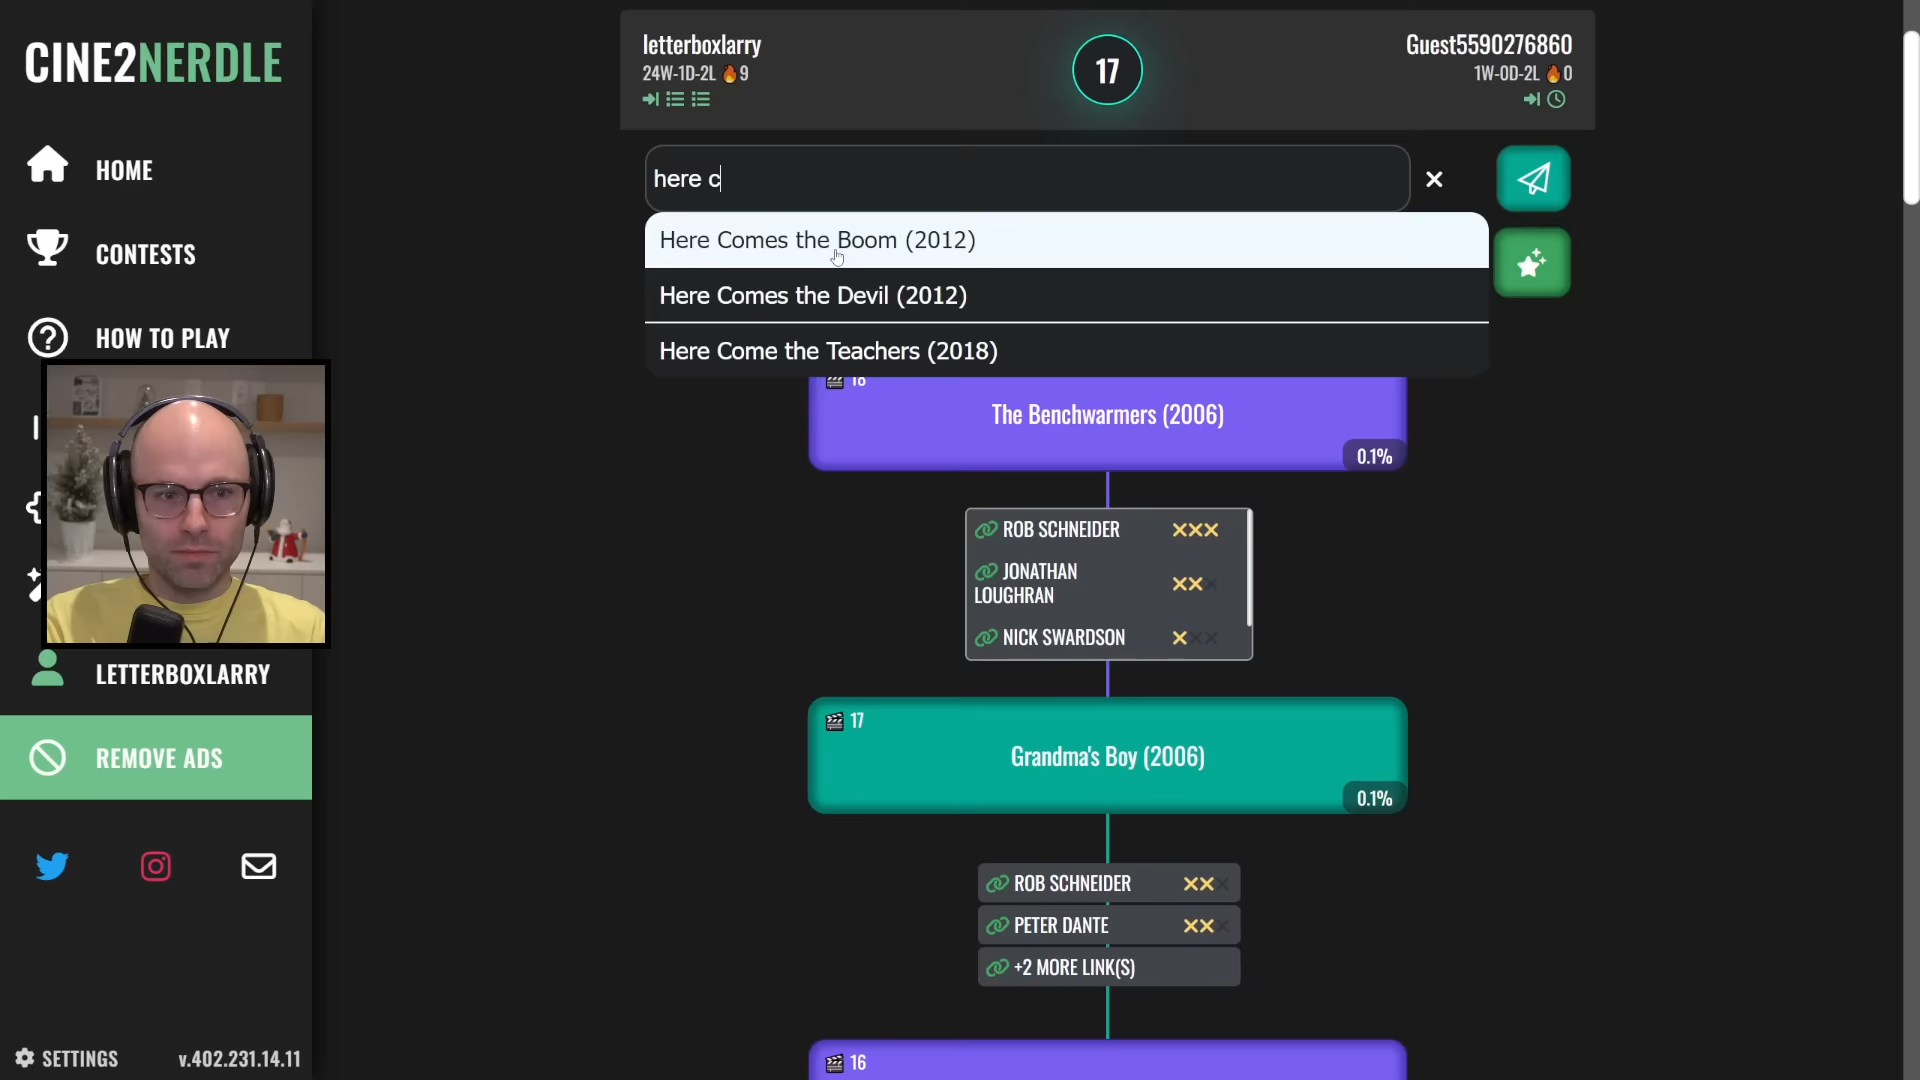 CINE2NERDLE
HOME
CONTESTS
HOW TO PLAY
LETTERBOXLARRY
REMOVE ADS
SETTINGS
v.402.231.14.11
letterboxlarry
24W-1D-2L 9
17
Guest5590276860
1W-0D-2L 0
here c
Here Comes the Boom (2012)
Here Comes the Devil (2012)
Here Come the Teachers (2018)
18
The Benchwarmers (2006)
0.1%
ROB SCHNEIDER
JONATHAN
LOUGHRAN
NICK SWARDSON
17
Grandma's Boy (2006)
0.1%
ROB SCHNEIDER
PETER DANTE
+2 MORE LINK(S)
16